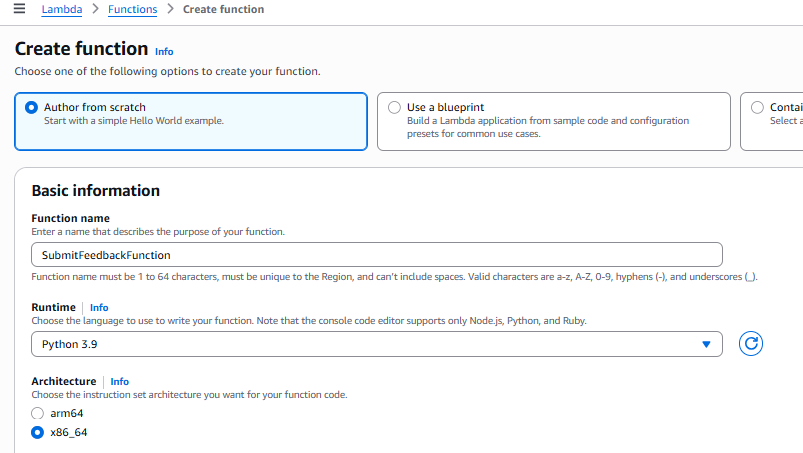 Lambda > Functions > Create function
Create function Info
Choose one of the following options to create your function.
Author from scratch
Start with a simple Hello World example.
Use a blueprint
Build a Lambda application from sample code and configuration
presets for common use cases.
Basic information
Function name
Enter a name that describes the purpose of your function.
SubmitFeedbackFunction
Function name must be 1 to 64 characters, must be unique to the Region, and can't include spaces. Valid characters are a-z, A-Z, 0-9, hyphens (-), and underscores (_).
Runtime | Info
Choose the language to use to write your function. Note that the console code editor supports only Node.js, Python, and Ruby.
Python 3.9
Architecture | Info
Choose the instruction set architecture you want for your function code.
arm64
x86_64